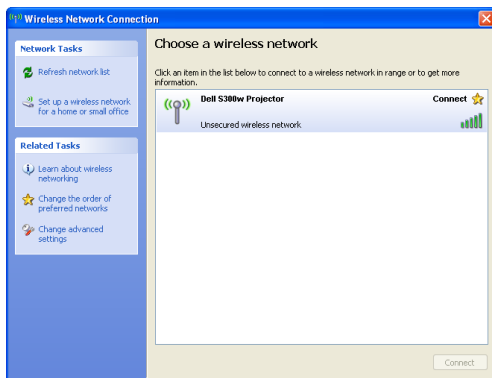 Wireless Network Connection
Network Tasks
Refresh network list
Set up a wireless network
for a home or small office
Related Tasks
Learn about wireless
networking
Change the order of
preferred networks
Change advanced
settings
Choose a wireless network
Click an item in the list below to connect to a wireless network in range or to get more
information.
Dell S300w Projector Connect
Unsecured wireless network
Connect